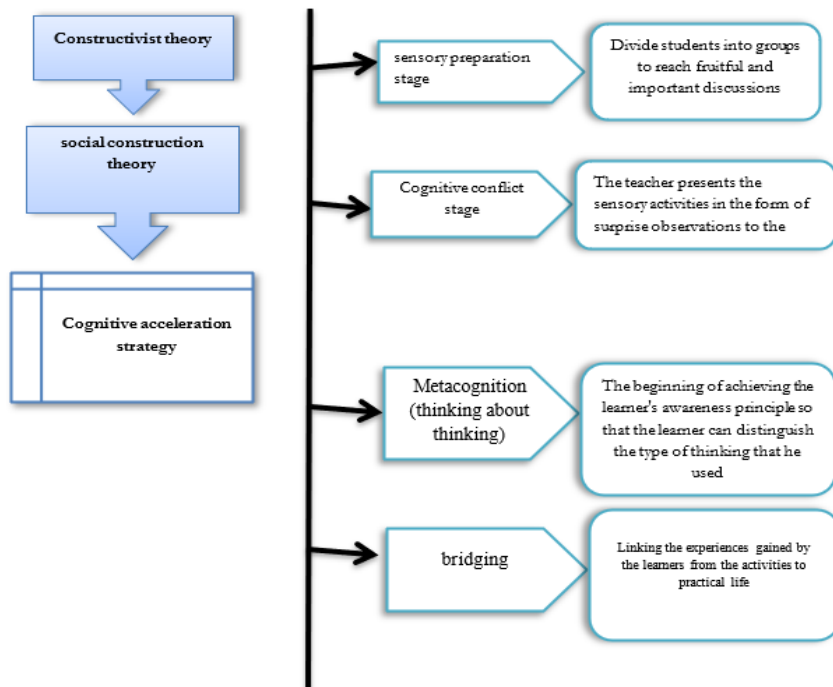 Constructivist theory
social construction
theory
Cognitive acceleration
strategy
sensory preparation
stage
Divide students into groups
to reach fruitful and
important discussions
Cognitive conflict
stage
The teacher presents the
sensory activities in the form of
surprise observations to the
Metacognition
(thinking about
thinking)
The beginning of achieving the
learner's awareness principle so
that the learner can distinguish
the type of thinking that he
used
bridging
Linking the experiences gained by
the learners from the activities to
practical life